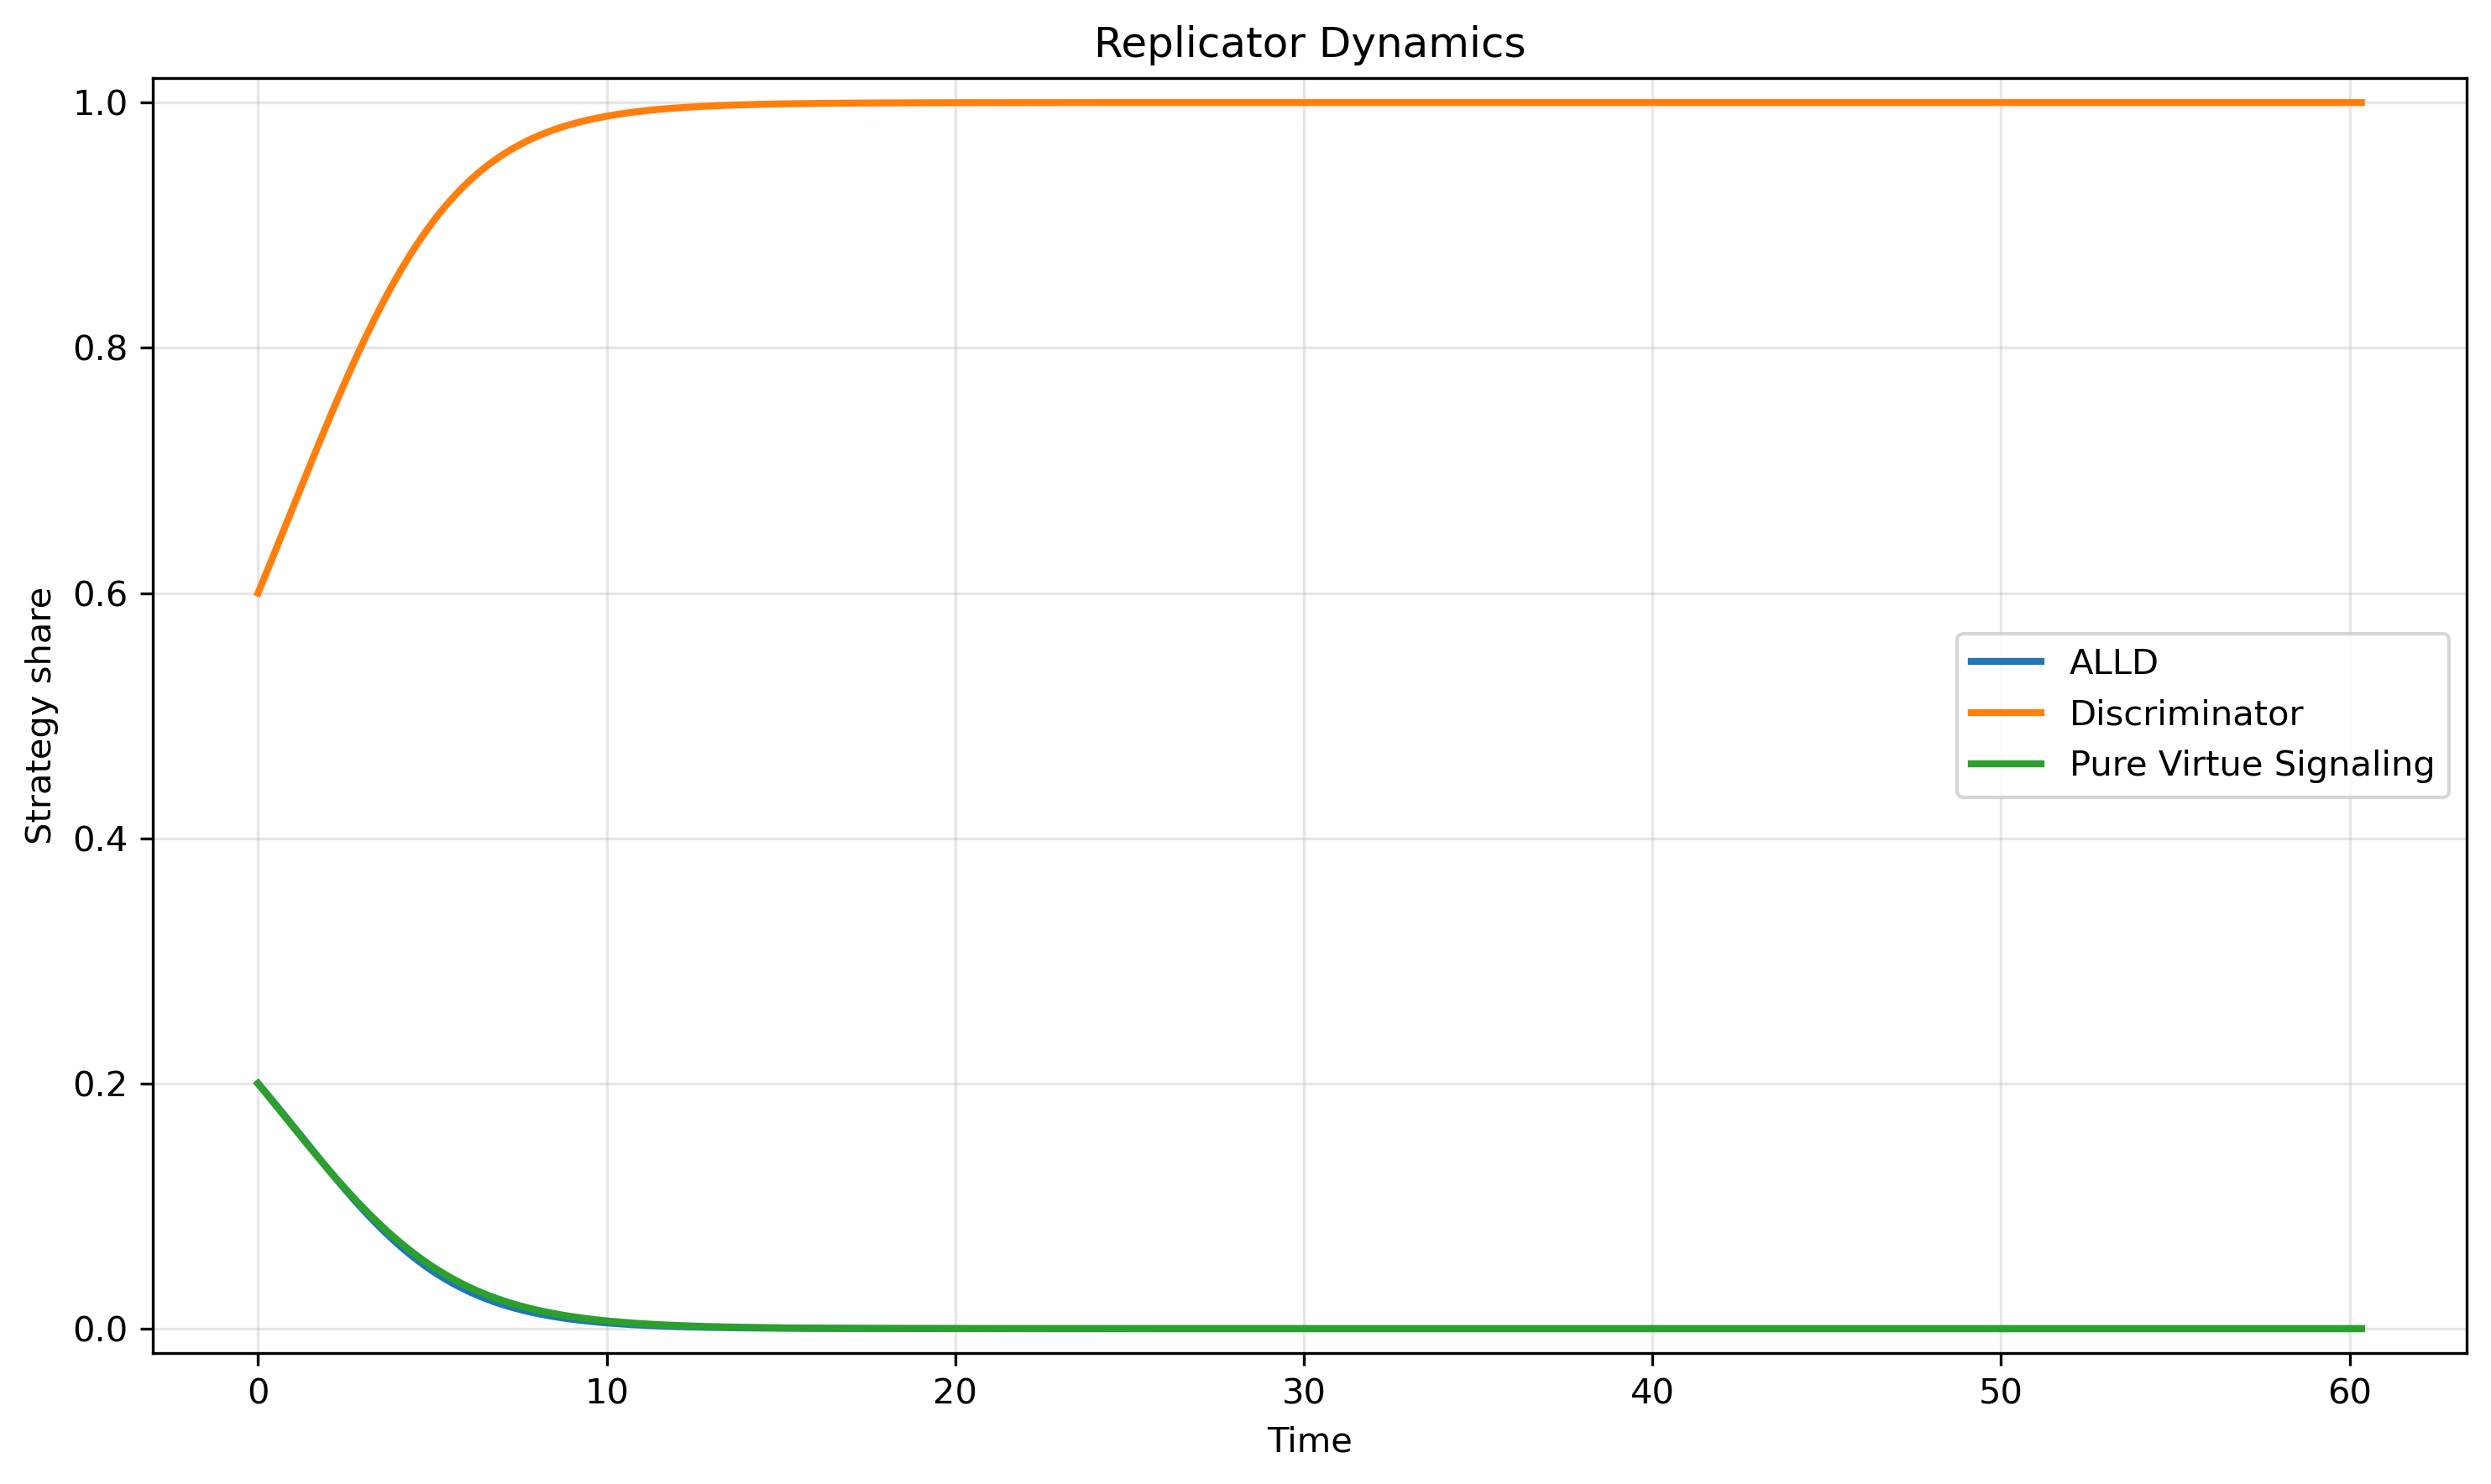 Replicator Dynamics
1.0
0.8
0.6
0.4
0.2
0.0
Strategy share
ALLD
Discriminator
Pure Virtue Signaling
0 10 20 30 40 50 60
Time